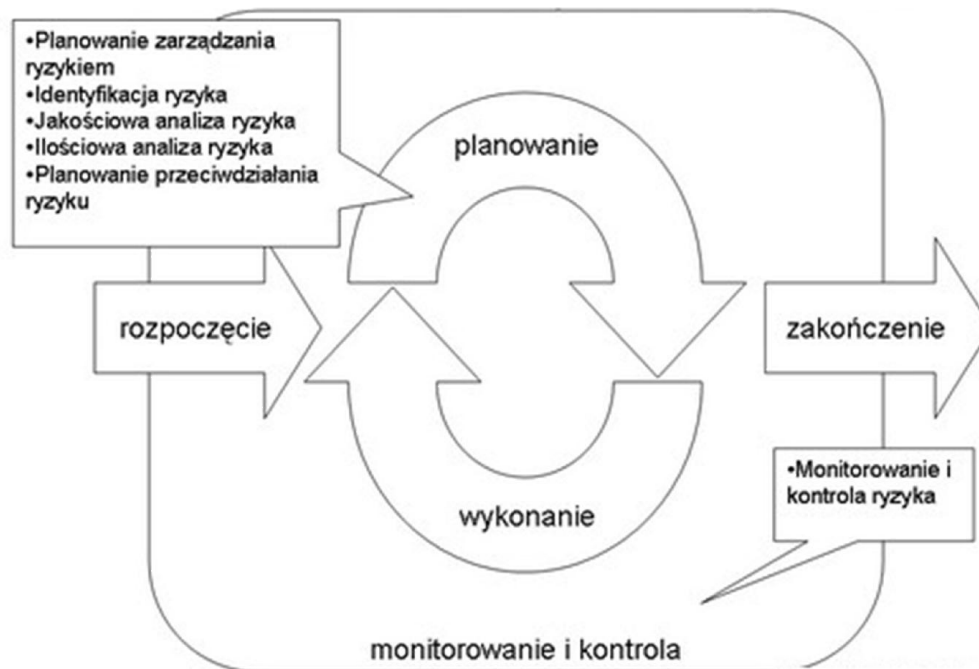 •Planowanie zarządzania
ryzykiem
•Identyfikacja ryzyka
•Jakościowa analiza ryzyka
•Ilościowa analiza ryzyka
•Planowanie przeciwdziałania
ryzyku
planowanie
rozpoczęcie
zakończenie
•Monitorowanie i
kontrola ryzyka
wykonanie
monitorowanie i kontrola